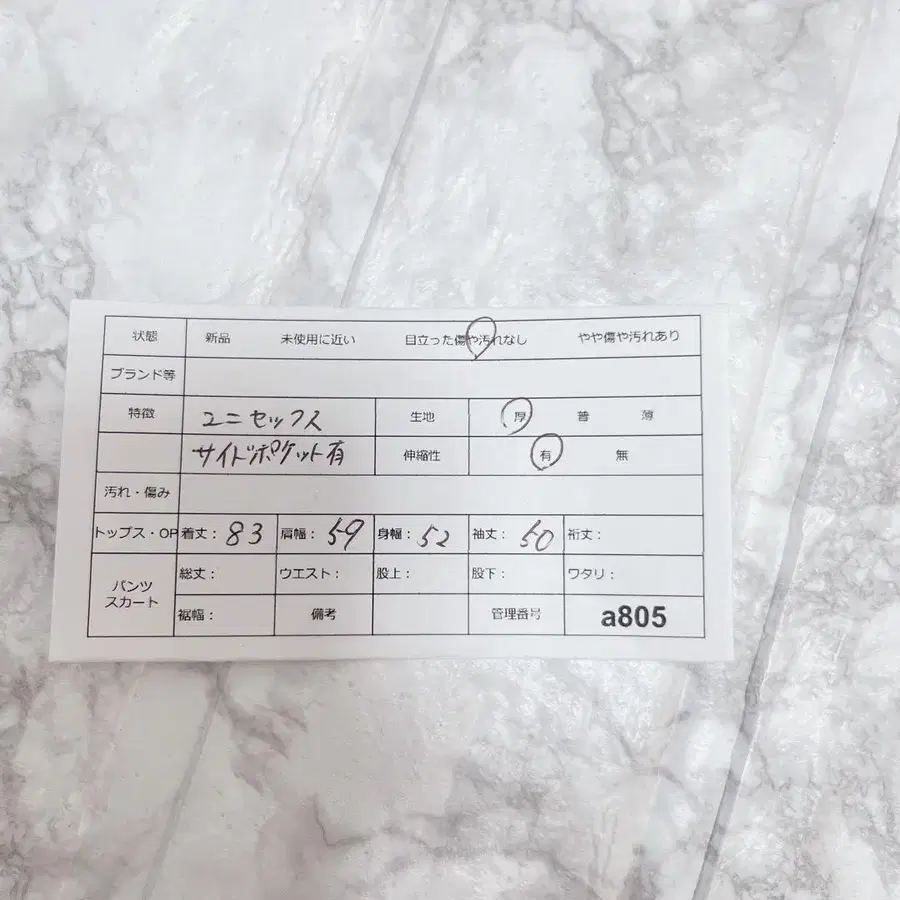 状態 新品 未使用に近い 目立った傷や汚れなし やや傷や汚れあり
ブランド等
特徴 ユニセックス 生地 厚 普 薄
サイドポケット有 伸縮性 有 無
汚れ・傷み
トップス・OP 着丈: 83 肩幅: 59 身幅: 52 袖丈: 50 裄丈:
パンツ 総丈: ウエスト: 股上: 股下: ワタリ:
スカート
裾幅: 備考 管理番号 a805